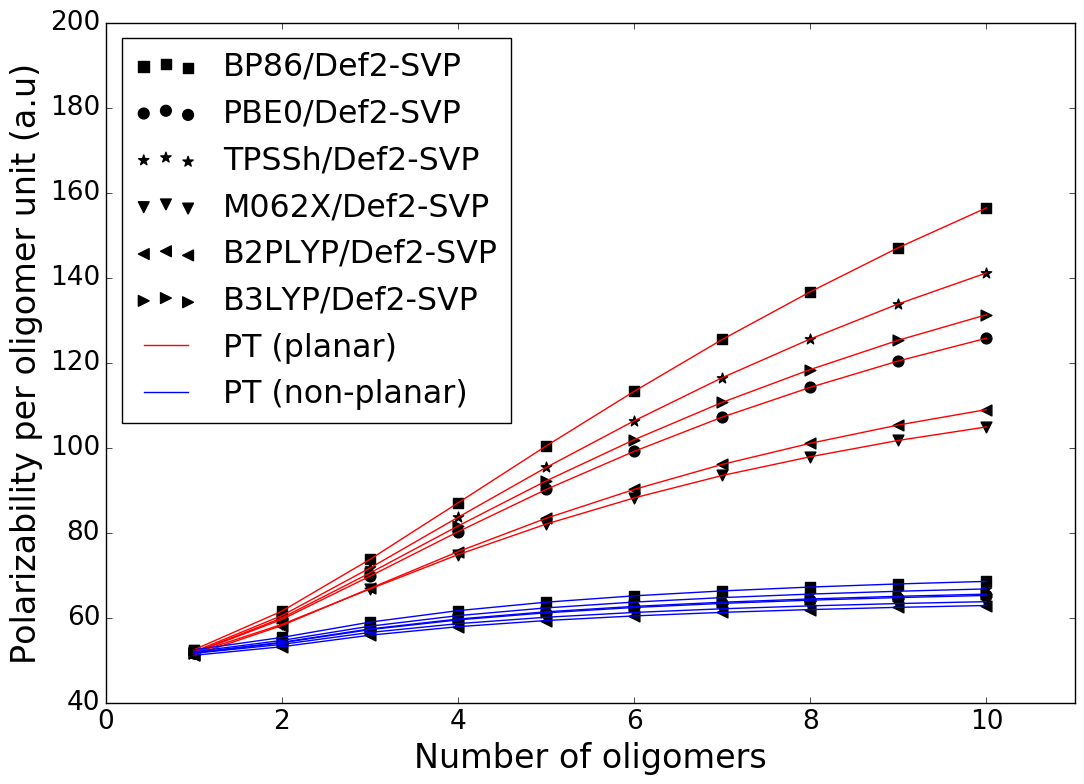 200
180
160
140
120
100
80
60
40
Polarizability per oligomer unit (a.u)
BP86/Def2-SVP
PBE0/Def2-SVP
TPSSh/Def2-SVP
M062X/Def2-SVP
B2PLYP/Def2-SVP
B3LYP/Def2-SVP
PT (planar)
PT (non-planar)
0 2 4 6 8 10
Number of oligomers